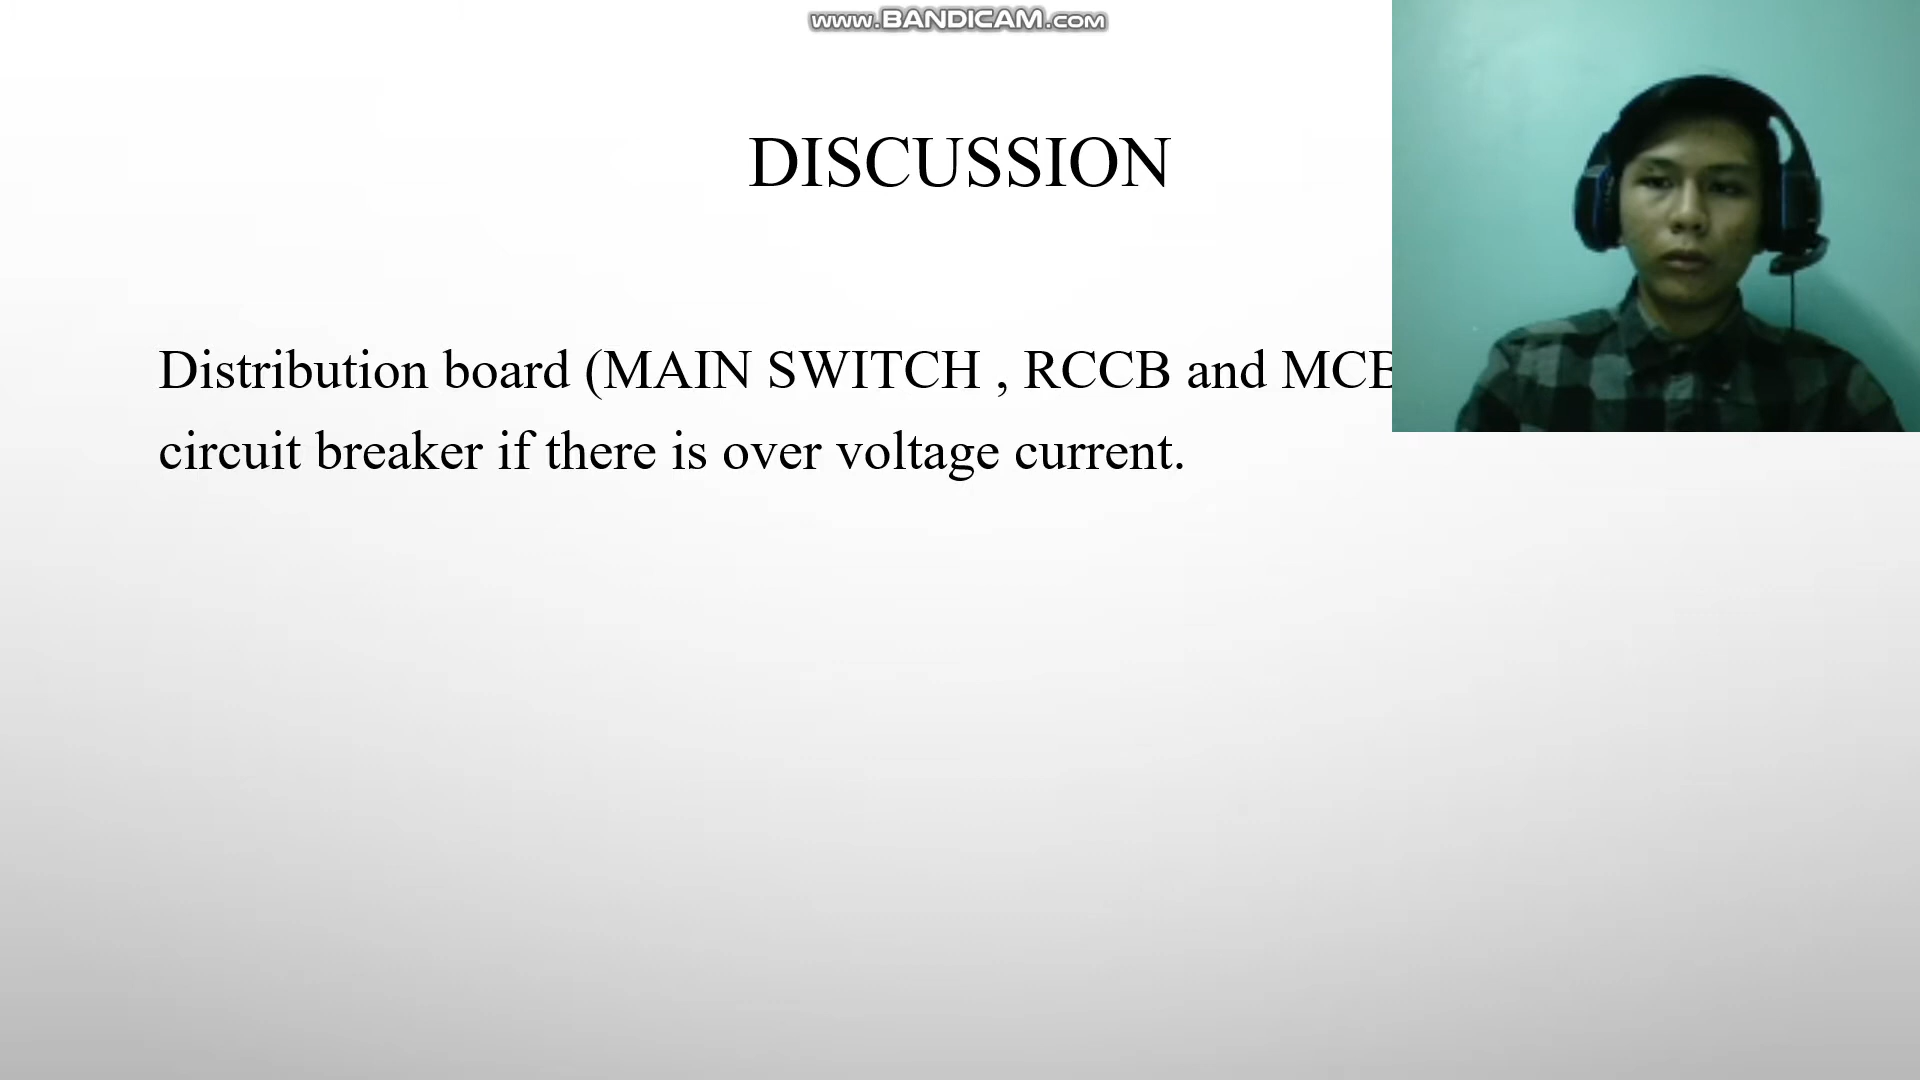 www.BANDICAM.com
DISCUSSION
Distribution board (MAIN SWITCH , RCCB and
circuit breaker if there is over voltage current.